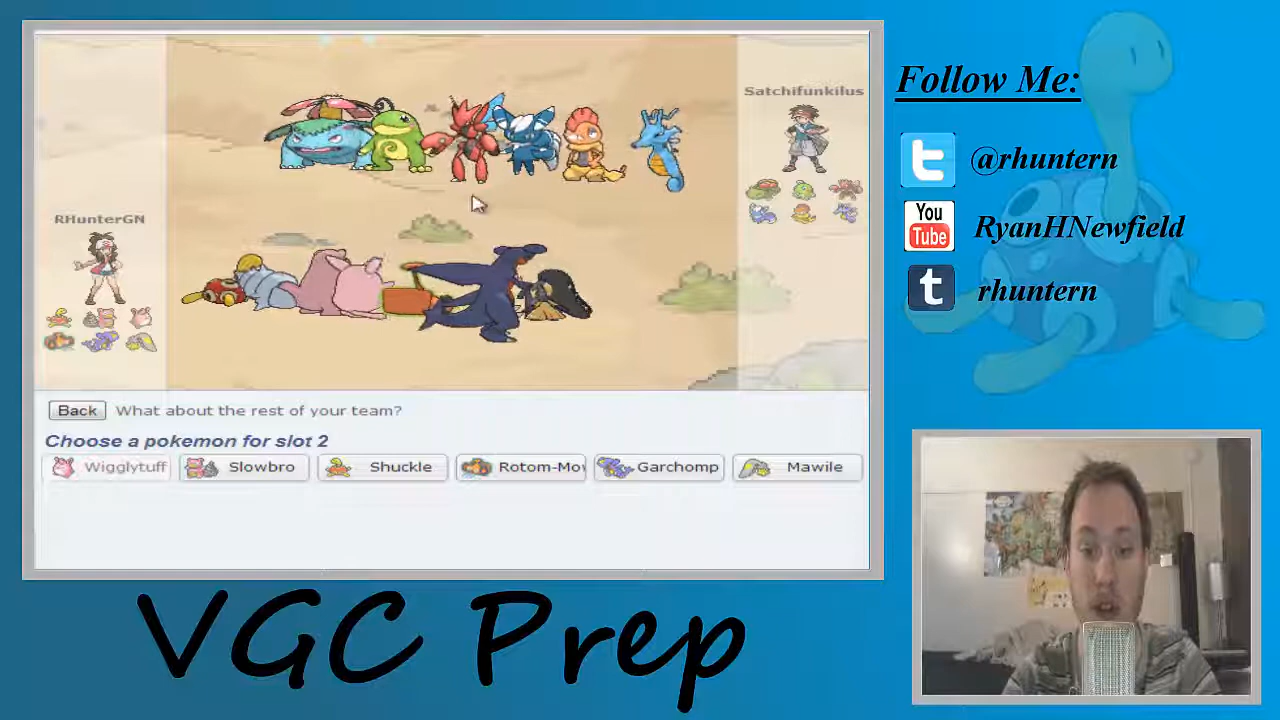 Follow Me:
@rhuntern
You
Tube
RyanHNewfield
t
rhuntern
Satchifunkilus
RHunterGN
Back What about the rest of your team?
Choose a pokemon for slot 2
Wigglytuff Slowbro Shuckle Rotom-Mow Garchomp Mawile
VGC Prep